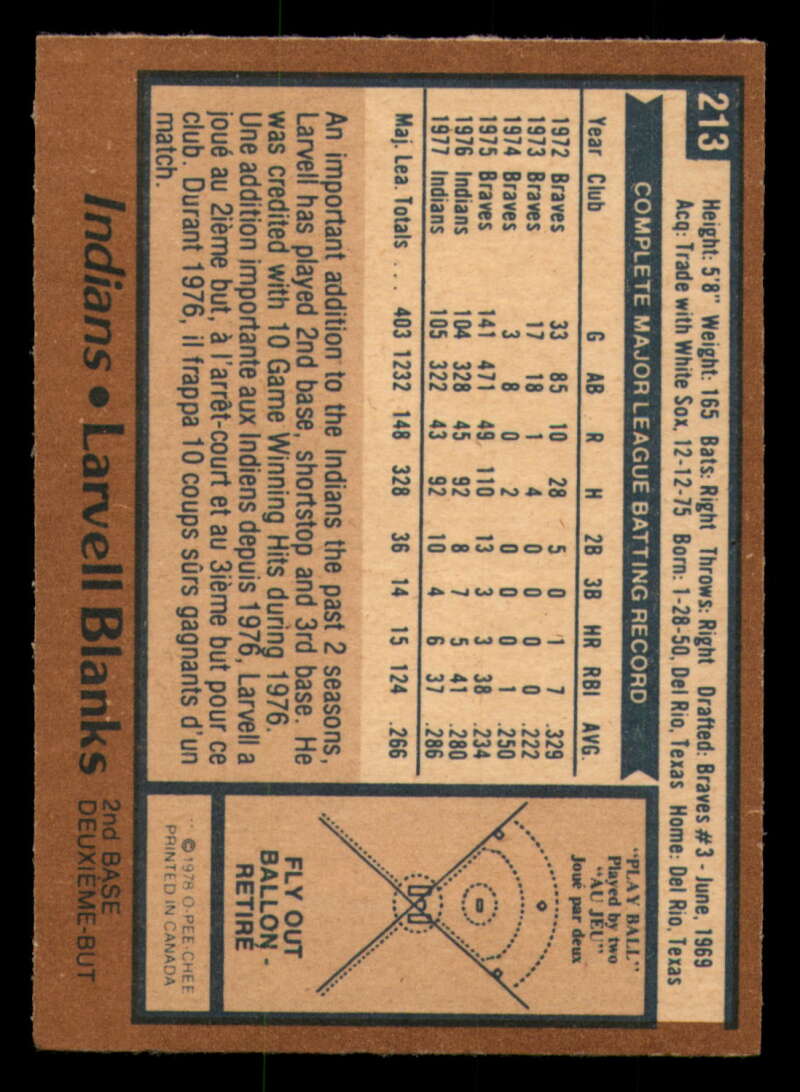 213
Height: 5'8" Weight: 165 Bats: Right Throws: Right Drafted: Braves #3 - June, 1969
Acq: Trade with White Sox, 12-12-75 Born: 1-28-50, Del Rio, Texas Home: Del Rio, Texas
COMPLETE MAJOR LEAGUE BATTING RECORD
Year Club G AB R H 2B 3B HR RBI AVG.
1972 Braves 33 85 10 28 5 0 1 7 .329
1973 Braves 17 18 1 4 0 0 0 0 .222
1974 Braves 3 8 0 2 0 0 0 1 .250
1975 Braves 141 471 49 110 13 3 3 38 .234
1976 Indians 104 328 45 92 8 7 5 41 .280
1977 Indians 105 322 43 92 10 4 6 37 .286
Maj. Lea. Totals ... 403 1232 148 328 36 14 15 124 .266
An important addition to the Indians the past 2 seasons,
Larvell has played 2nd base, shortstop and 3rd base. He
was credited with 10 Game Winning Hits during 1976.
Une addition importante aux Indiens depuis 1976, Larvell a
joué au 2ième but, à l'arrêt-court et au 3ième but pour ce
club. Durant 1976, il frappa 10 coups sûrs gagnants d'un
match.
"PLAY BALL"
Played by two
"AU JEU"
Joué par deux
FLY OUT
BALLON -
RETIRÉ
©1978 O-PEE-CHEE
PRINTED IN CANADA
Indians • Larvell Blanks 2nd BASE
DEUXIÈME-BUT